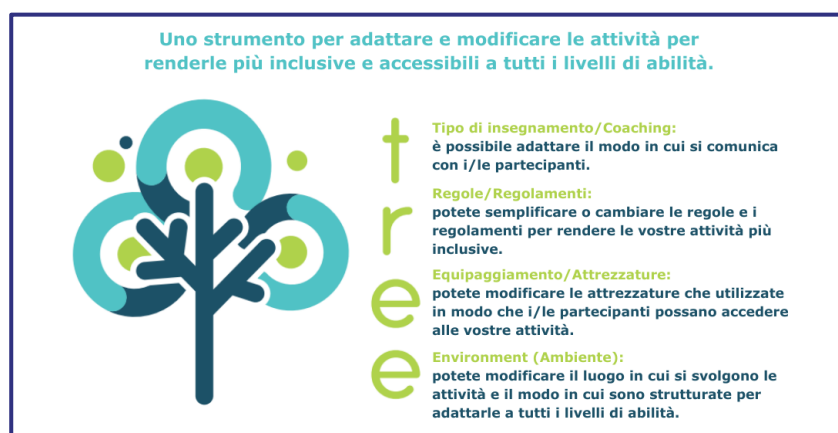 Uno strumento per adattare e modificare le attività per
renderle più inclusive e accessibili a tutti i livelli di abilità.
t
Tipo di insegnamento/Coaching:
è possibile adattare il modo in cui si comunica
con i/le partecipanti.
r
Regole/Regolamenti:
potete semplificare o cambiare le regole e i
regolamenti per rendere le vostre attività più
inclusive.
e
Equipaggiamento/Attrezzature:
potete modificare le attrezzature che utilizzate
in modo che i/le partecipanti possano accedere
alle vostre attività.
e
Environment (Ambiente):
potete modificare il luogo in cui si svolgono le
attività e il modo in cui sono strutturate per
adattarle a tutti i livelli di abilità.